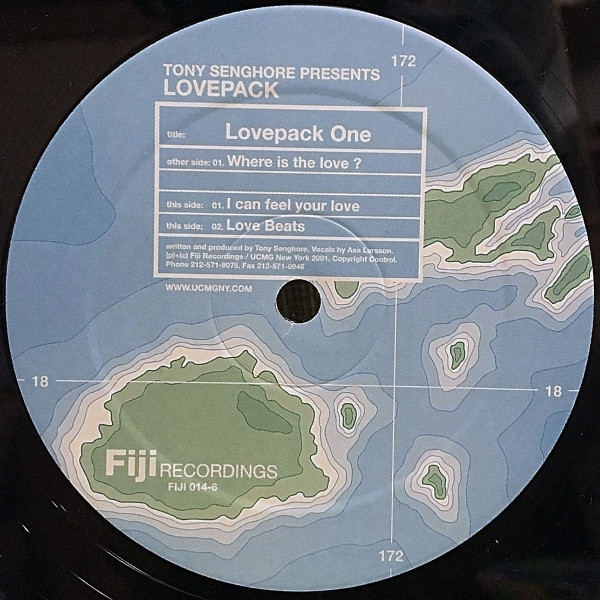 172
TONY SENGHORE PRESENTS
LOVEPACK
title: Lovepack One
other side: 01. Where is the love ?
this side: 01. I can feel your love
this side: 02. Love Beats
written and produced by Tony Senghore. Vocals by Asa Larsson.
[p]+(c) Fiji Recordings / UCMG New York 2001. Copyright Control.
Phone 212-571-9075, Fax 212-571-0946
WWW.UCMGNY.COM
18 18
Fiji RECORDINGS
FIJI 014-6
172